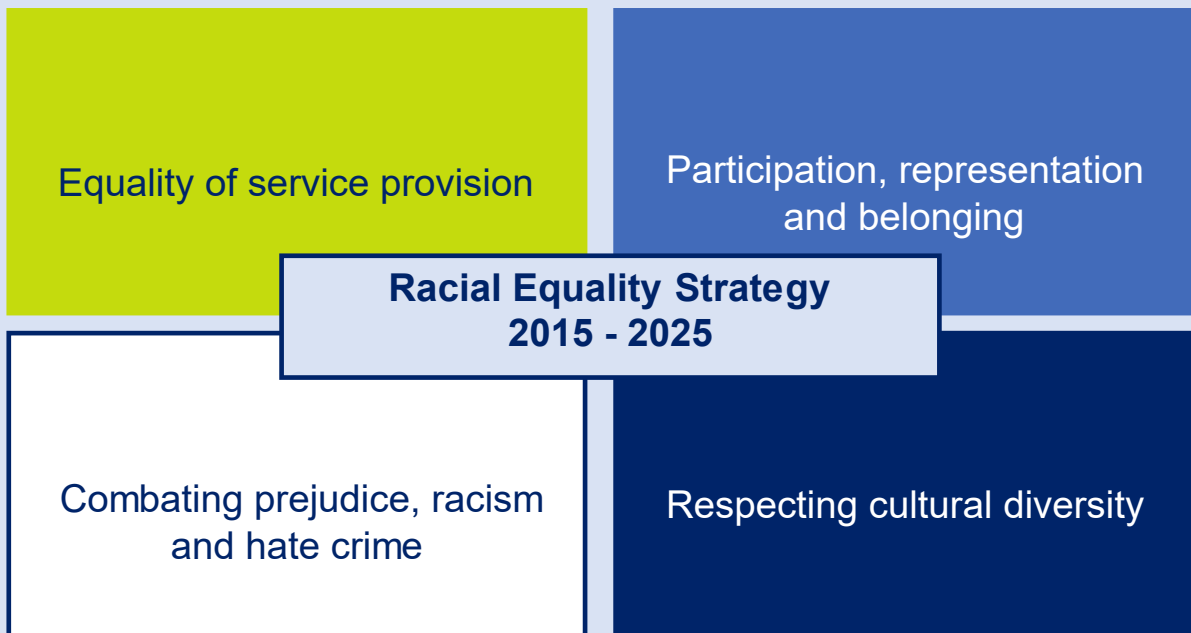 Equality of service provision
Participation, representation
and belonging
Racial Equality Strategy
2015 - 2025
Combating prejudice, racism
and hate crime
Respecting cultural diversity